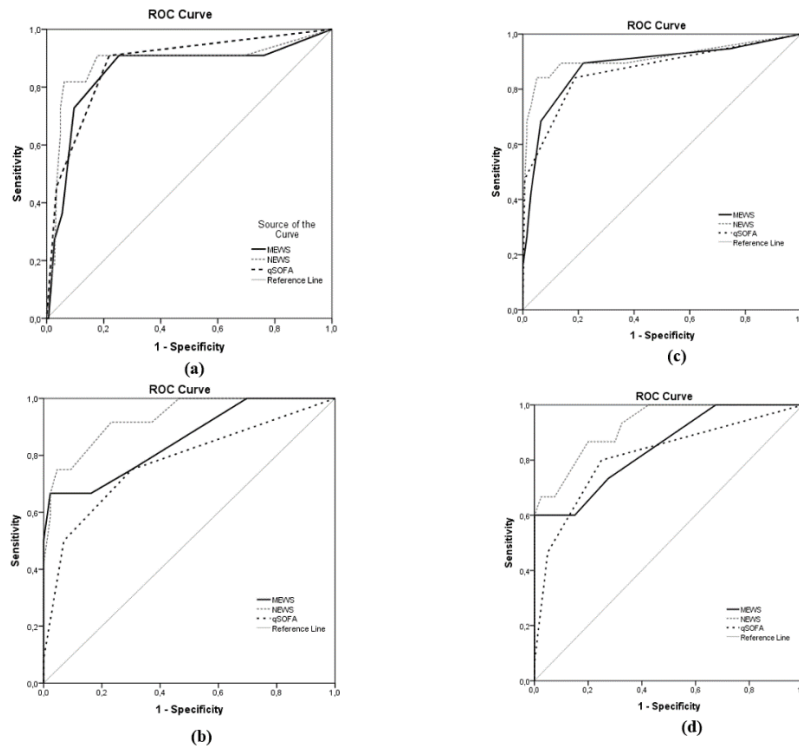 ROC Curve
1,0
0,8
0,6
0,4
0,2
0,0
Sensitivity
0,0 0,2 0,4 0,6 0,8 1,0
1 - Specificity
Source of the
Curve
MEWS
NEWS
qSOFA
Reference Line
(a)
ROC Curve
1,0
0,8
0,6
0,4
0,2
0,0
Sensitivity
0,0 0,2 0,4 0,6 0,8 1,0
1 - Specificity
MEWS
NEWS
qSOFA
Reference Line
(c)
ROC Curve
1,0
0,8
0,6
0,4
0,2
0,0
Sensitivity
0,0 0,2 0,4 0,6 0,8 1,0
1 - Specificity
MEWS
NEWS
qSOFA
Reference Line
(b)
ROC Curve
1,0
0,8
0,6
0,4
0,2
0,0
Sensitivity
0,0 0,2 0,4 0,6 0,8 1,0
1 - Specificity
MEWS
NEWS
qSOFA
Reference Line
(d)